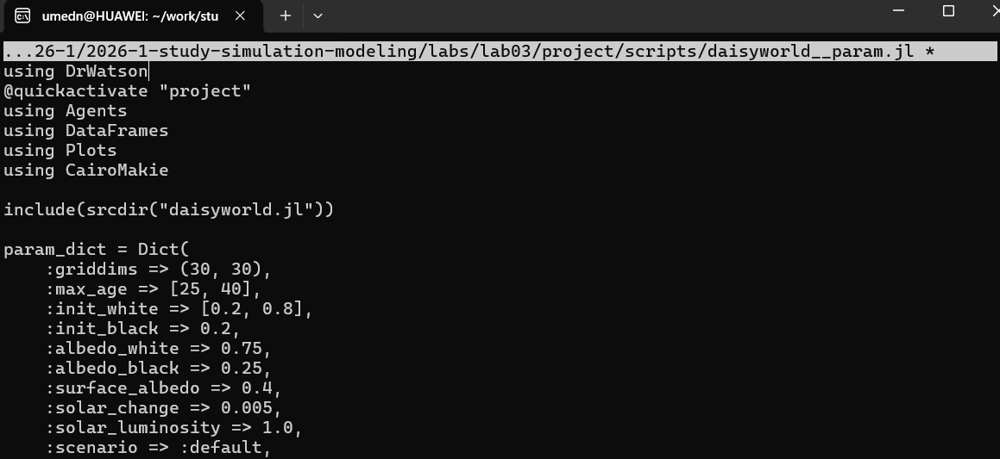 umedn@HUAWEI: ~/work/stu
...26-1/2026-1-study-simulation-modeling/labs/lab03/project/scripts/daisyworld__param.jl *
using DrWatson
@quickactivate "project"
using Agents
using DataFrames
using Plots
using CairoMakie

include(srcdir("daisyworld.jl"))

param_dict = Dict(
    :griddims => (30, 30),
    :max_age => [25, 40],
    :init_white => [0.2, 0.8],
    :init_black => 0.2,
    :albedo_white => 0.75,
    :albedo_black => 0.25,
    :surface_albedo => 0.4,
    :solar_change => 0.005,
    :solar_luminosity => 1.0,
    :scenario => :default,